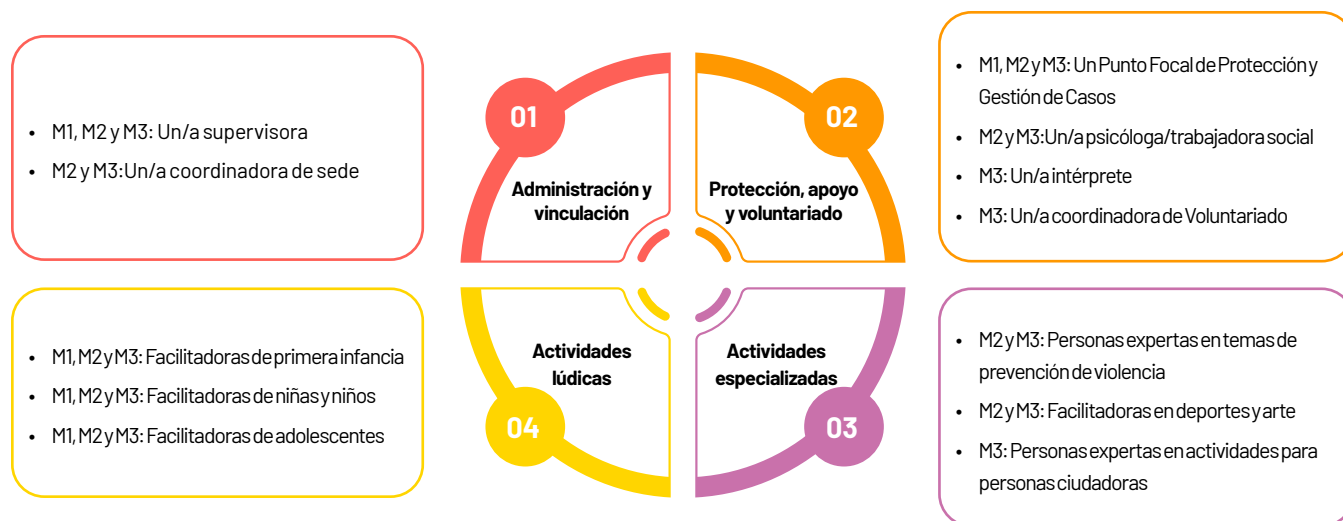 • M1, M2 y M3: Un/a supervisora
• M2 y M3:Un/a coordinadora de sede
01
Administración y
vinculación
02
Protección, apoyo
y voluntariado
• M1, M2 y M3: Un Punto Focal de Protección y
Gestión de Casos
• M2 y M3:Un/a psicóloga/trabajadora social
• M3: Un/a intérprete
• M3: Un/a coordinadora de Voluntariado
• M1, M2 y M3: Facilitadoras de primera infancia
• M1, M2 y M3: Facilitadoras de niñas y niños
• M1, M2 y M3: Facilitadoras de adolescentes
Actividades
lúdicas
04
Actividades
especializadas
03
• M2 y M3: Personas expertas en temas de
prevención de violencia
• M2 y M3: Facilitadoras en deportes y arte
• M3: Personas expertas en actividades para
personas ciudadoras